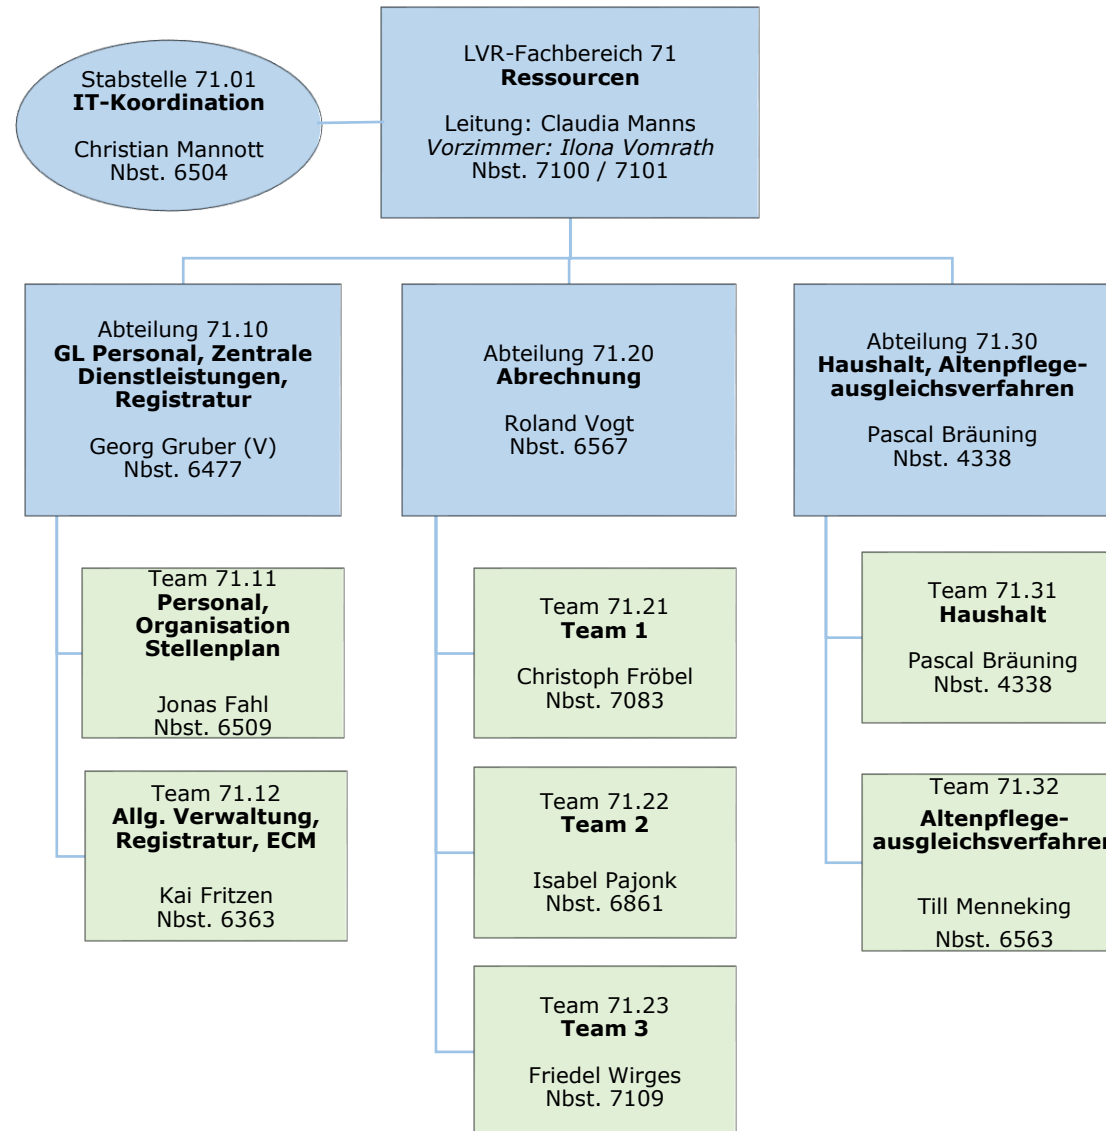 Stabstelle 71.01
IT-Koordination
Christian Mannott
Nbst. 6504
LVR-Fachbereich 71
Ressourcen
Leitung: Claudia Manns
Vorzimmer: Ilona Vomrath
Nbst. 7100 / 7101
Abteilung 71.10
GL Personal, Zentrale
Dienstleistungen,
Registratur
Georg Gruber (V)
Nbst. 6477
Abteilung 71.20
Abrechnung
Roland Vogt
Nbst. 6567
Abteilung 71.30
Haushalt, Altenpflege-
ausgleichsverfahren
Pascal Bräuning
Nbst. 4338
Team 71.11
Personal,
Organisation
Stellenplan
Jonas Fahl
Nbst. 6509
Team 71.12
Allg. Verwaltung,
Registratur, ECM
Kai Fritzen
Nbst. 6363
Team 71.21
Team 1
Christoph Fröbel
Nbst. 7083
Team 71.22
Team 2
Isabel Pajonk
Nbst. 6861
Team 71.23
Team 3
Friedel Wirges
Nbst. 7109
Team 71.31
Haushalt
Pascal Bräuning
Nbst. 4338
Team 71.32
Altenpflege-
ausgleichsverfahren
Till Menneking
Nbst. 6563